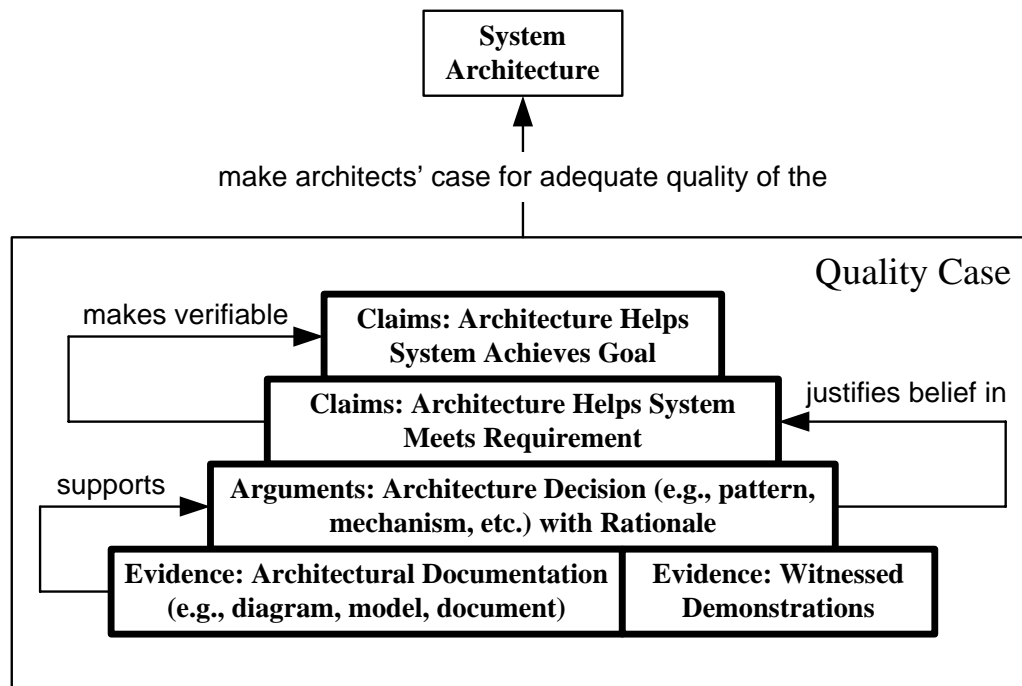 System
Architecture
make architects’ case for adequate quality of the
Quality Case
makes verifiable
Claims: Architecture Helps
System Achieves Goal
justifies belief in
Claims: Architecture Helps System
Meets Requirement
supports
Arguments: Architecture Decision (e.g., pattern,
mechanism, etc.) with Rationale
Evidence: Architectural Documentation
(e.g., diagram, model, document)
Evidence: Witnessed
Demonstrations